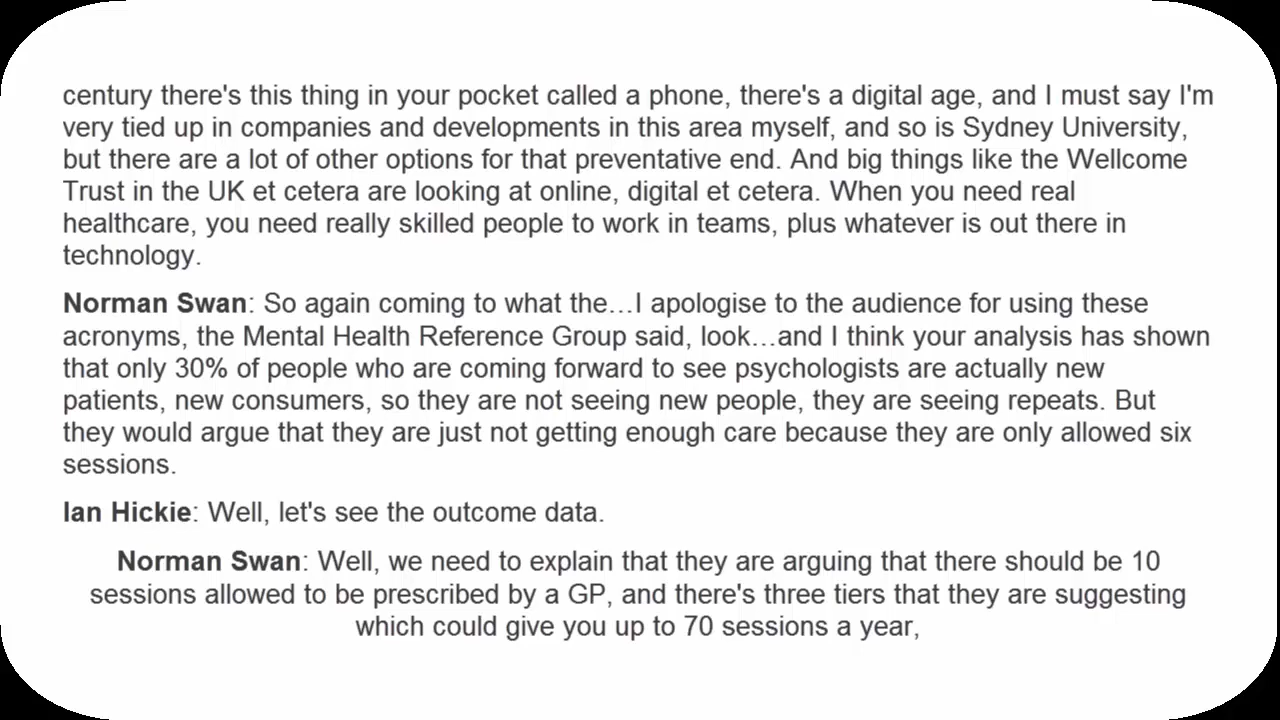 century there's this thing in your pocket called a phone, there's a digital age, and I must say I'm
very tied up in companies and developments in this area myself, and so is Sydney University,
but there are a lot of other options for that preventative end. And big things like the Wellcome
Trust in the UK et cetera are looking at online, digital et cetera. When you need real
healthcare, you need really skilled people to work in teams, plus whatever is out there in
technology.
Norman Swan: So again coming to what the…I apologise to the audience for using these
acronyms, the Mental Health Reference Group said, look…and I think your analysis has shown
that only 30% of people who are coming forward to see psychologists are actually new
patients, new consumers, so they are not seeing new people, they are seeing repeats. But
they would argue that they are just not getting enough care because they are only allowed six
sessions.
Ian Hickie: Well, let's see the outcome data.
Norman Swan: Well, we need to explain that they are arguing that there should be 10
sessions allowed to be prescribed by a GP, and there's three tiers that they are suggesting
which could give you up to 70 sessions a year,